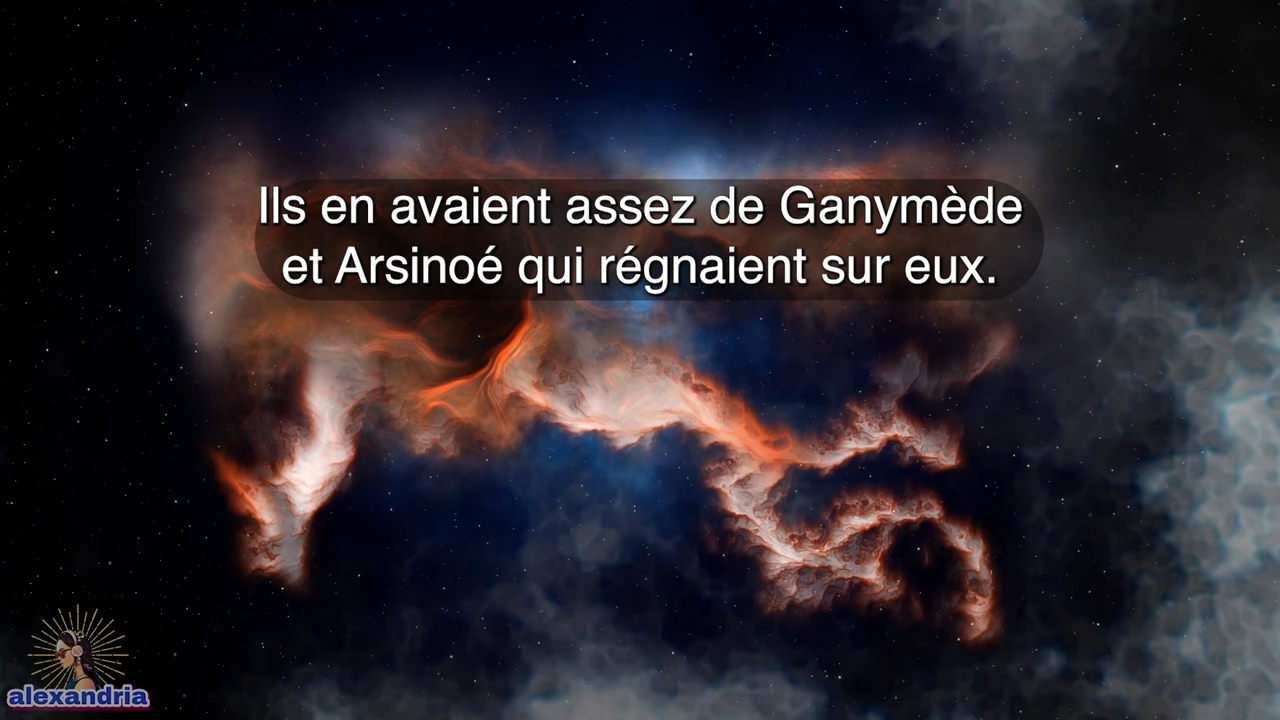 Ils en avaient assez de Ganymède
et Arsinoé qui régnaient sur eux.
alexandria